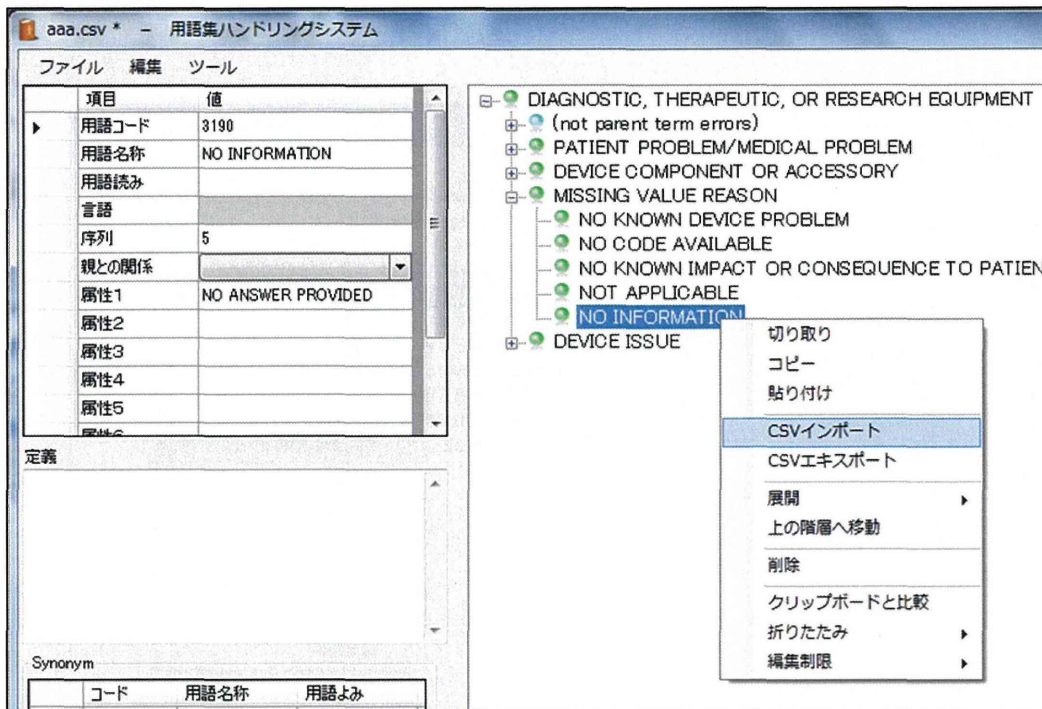 aaa.csv * － 用語集ハンドリングシステム
ファイル 編集 ツール
項目 値
用語コード 3190
用語名称 NO INFORMATION
用語読み
言語
序列 5
親との関係
属性1 NO ANSWER PROVIDED
属性2
属性3
属性4
属性5
定義
Synonym
コード 用語名称 用語よみ
DIAGNOSTIC, THERAPEUTIC, OR RESEARCH EQUIPMENT
(not parent term errors)
PATIENT PROBLEM/MEDICAL PROBLEM
DEVICE COMPONENT OR ACCESSORY
MISSING VALUE REASON
NO KNOWN DEVICE PROBLEM
NO CODE AVAILABLE
NO KNOWN IMPACT OR CONSEQUENCE TO PATIEN
NOT APPLICABLE
NO INFORMATION
DEVICE ISSUE
切り取り
コピー
貼り付け
CSVインポート
CSVエキスポート
展開
上の階層へ移動
削除
クリップボードと比較
折りたたみ
編集制限